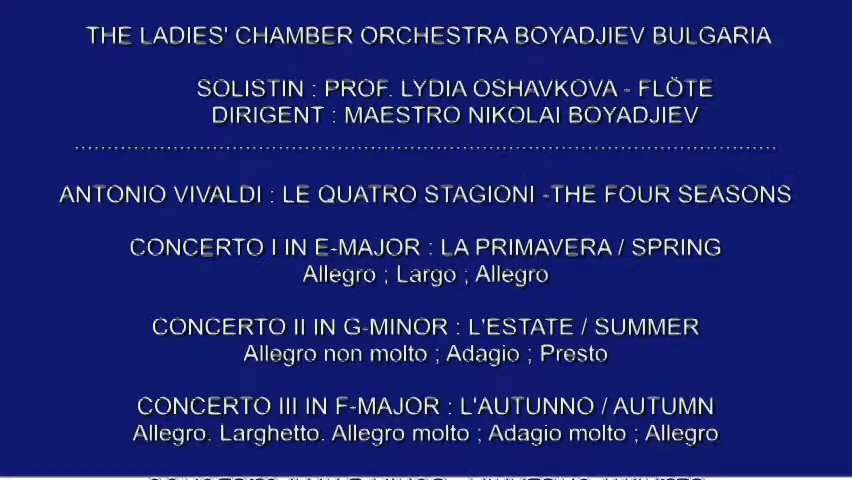 THE LADIES' CHAMBER ORCHESTRA BOYADJIEV BULGARIA
SOLISTIN : PROF. LYDIA OSHAVKOVA - FLÖTE
DIRIGENT : MAESTRO NIKOLAI BOYADJIEV
............................................................................................................
ANTONIO VIVALDI : LE QUATRO STAGIONI -THE FOUR SEASONS
CONCERTO I IN E-MAJOR : LA PRIMAVERA / SPRING
Allegro ; Largo ; Allegro
CONCERTO II IN G-MINOR : L'ESTATE / SUMMER
Allegro non molto ; Adagio ; Presto
CONCERTO III IN F-MAJOR : L'AUTUNNO / AUTUMN
Allegro. Larghetto. Allegro molto ; Adagio molto ; Allegro